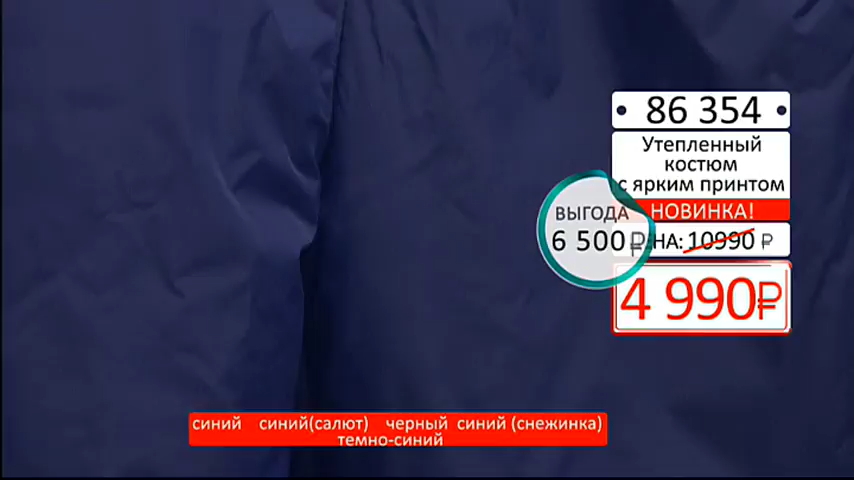 86 354
Утепленный
костюм
с ярким принтом
НОВИНКА!
ВЫГОДА
6 500 ₽
ЕНА: 10990 ₽
4 990₽
синий синий(салют) черный синий (снежинка)
темно-синий